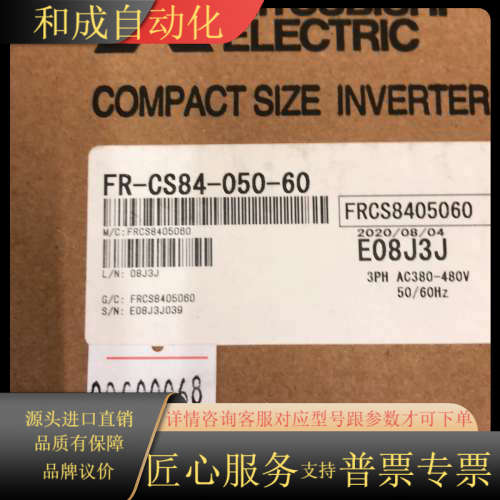 和成自动化
ELECTRIC
COMPACT SIZE INVERTER
FR-CS84-050-60
M/C:FRCS8405060
FRCS8405060
2020/08/04
L/N: 08J3J
E08J3J
3PH AC380-480V
50/60Hz
G/C: FRCS8405060
S/N: E08J3J039
源头进口直销
品质有保障
品牌议价
详情咨询客服对应型号跟参数才可下单
匠心服务支持普票专票